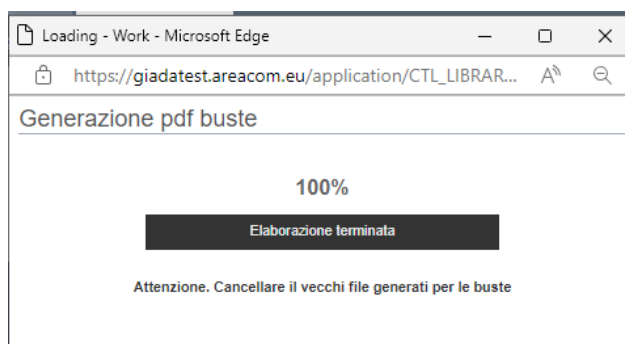 Loading - Work - Microsoft Edge
https://giadatest.areacom.eu/application/CTL_LIBRAR...
Generazione pdf buste
100%
Elaborazione terminata
Attenzione. Cancellare il vecchi file generati per le buste